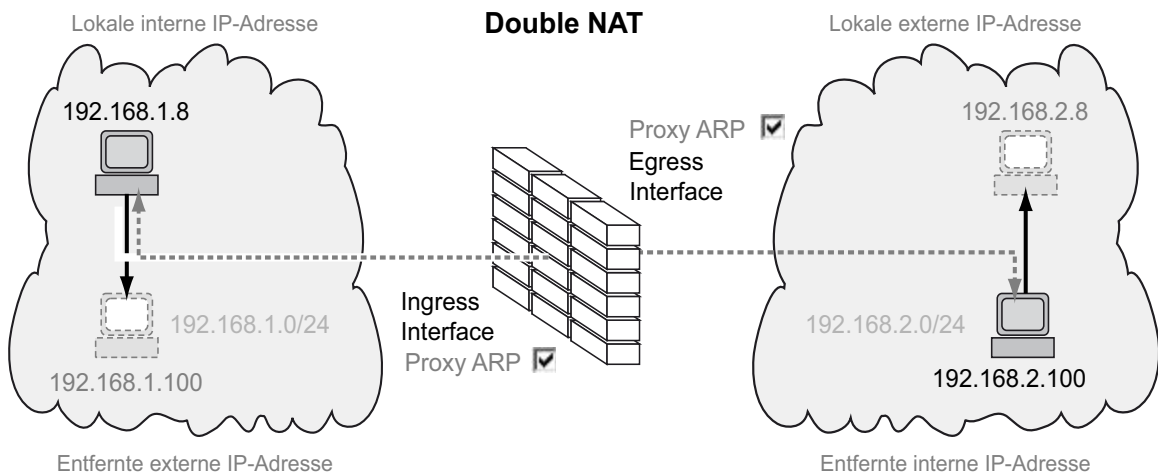 Lokale interne IP-Adresse
Double NAT
Lokale externe IP-Adresse
192.168.1.8
192.168.2.8
Proxy ARP
Egress
Interface
Ingress
Interface
Proxy ARP
192.168.1.0/24
192.168.2.0/24
192.168.1.100
192.168.2.100
Entfernte externe IP-Adresse
Entfernte interne IP-Adresse